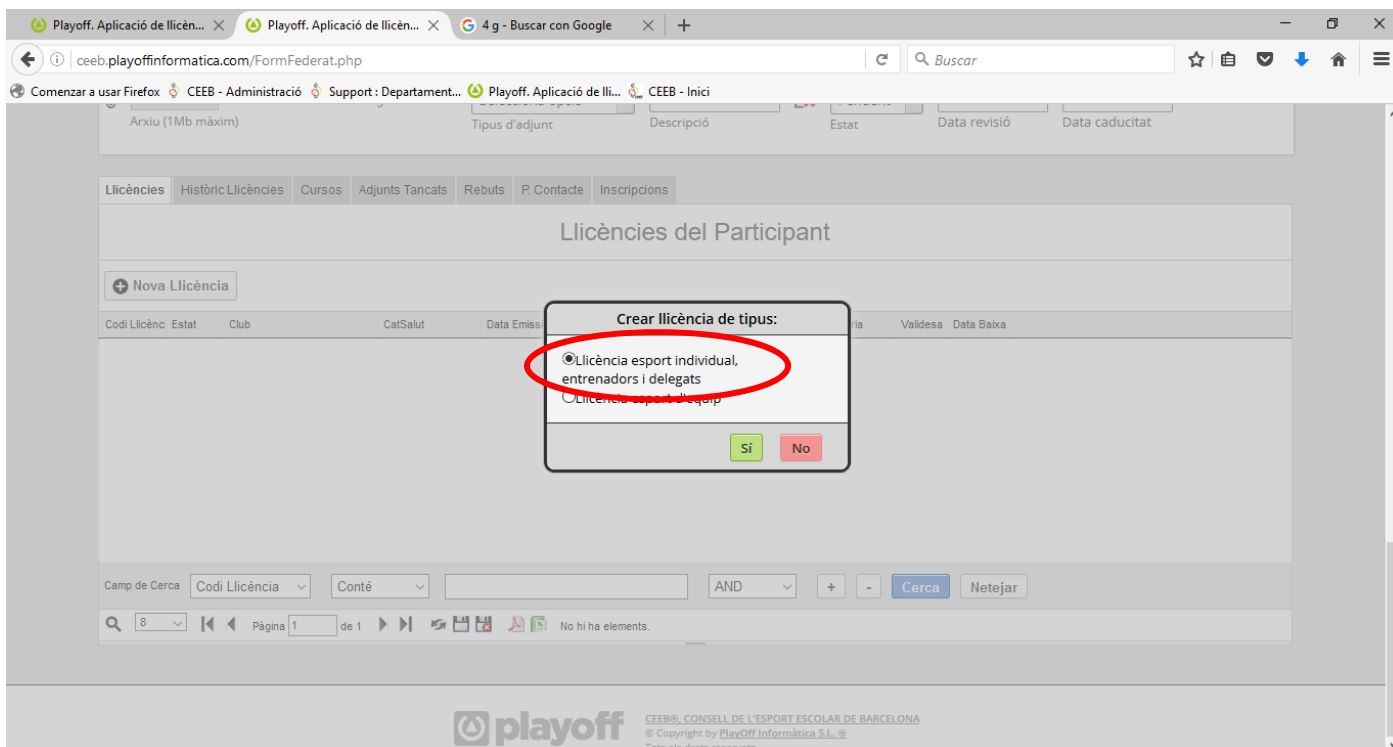 Playoff. Aplicació de llicèn... Playoff. Aplicació de llicèn... 4 g - Buscar con Google
ceeb.playoffinformatica.com/FormFederat.php Buscar
Comenzar a usar Firefox CEEB - Administració Support : Departament... Playoff. Aplicació de lli... CEEB - Inici
Arxiu (1Mb màxim) Tipus d'adjunt Descripció Estat Data revisió Data caducitat
Llicències Històric Llicències Cursos Adjunts Tancats Rebuts P. Contacte Inscripcions
Llicències del Participant
Nova Llicència
Codi Llicènc Estat Club CatSalut Data Emissi ria Validesa Data Baixa
Crear llicència de tipus:
Llicència esport individual,
entrenadors i delegats
Llicència esport d'equip
Sí No
Camp de Cerca Codi Llicència Conté AND + - Cerca Netejar
8 Pàgina 1 de 1 No hi ha elements.
playoff CEEB®, CONSELL DE L'ESPORT ESCOLAR DE BARCELONA
© Copyright by PlayOff Informàtica S.L. ®